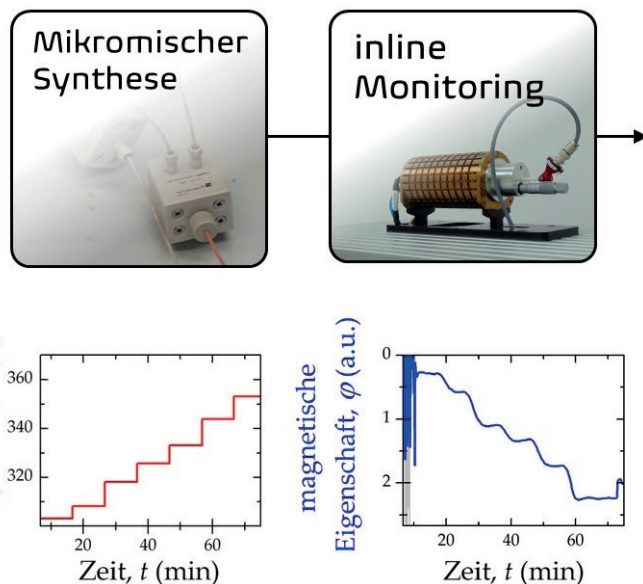 Mikromischer
Synthese
inline
Monitoring
360
340
320
20
40
60
Zeit, t (min)
magnetische
Eigenschaft, φ (a.u.)
0
1
2
20
40
60
Zeit, t (min)